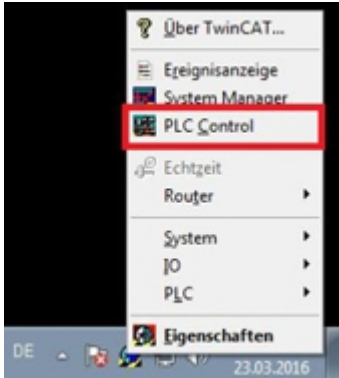 Über TwinCAT...
Ereignisanzeige
System Manager
PLC Control
Echtzeit
Router
System
IO
PLC
Eigenschaften
DE
23.03.2016